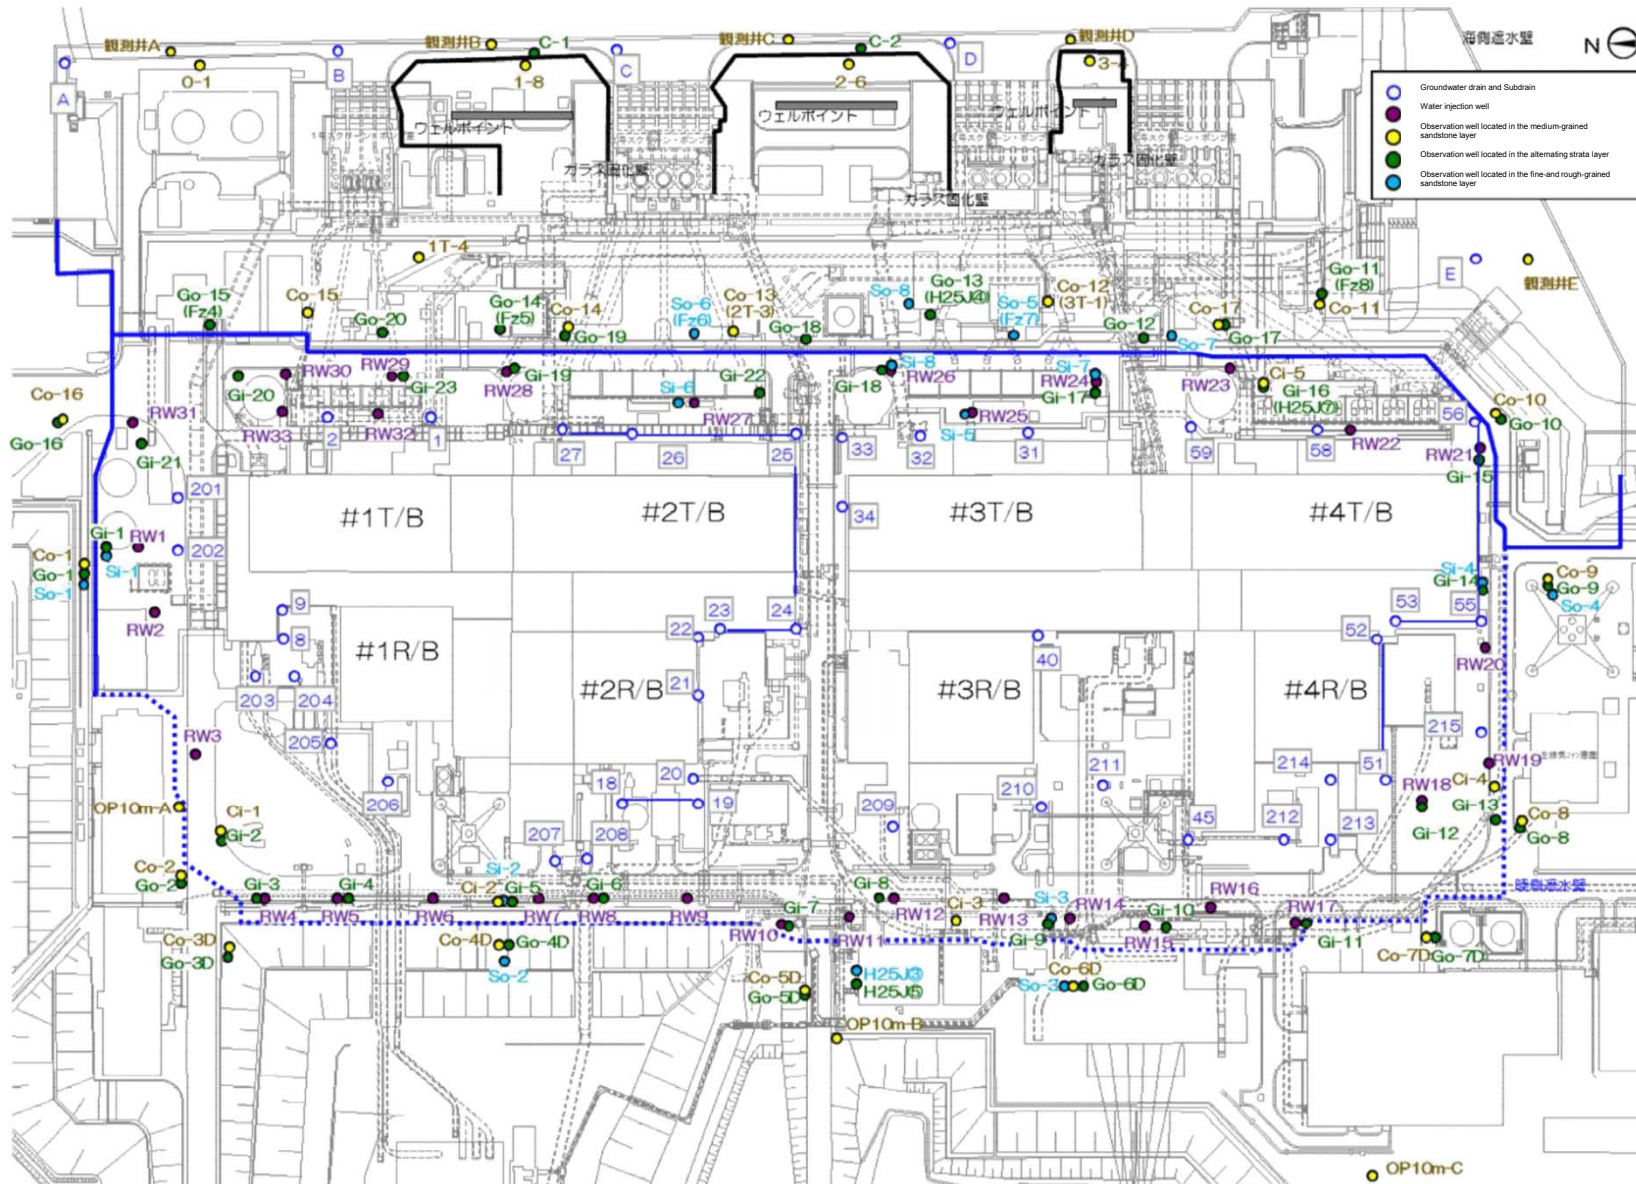 観測井A
観測井B
C-1
観測井C
C-2
観測井D
海側遮水壁
N
A
0-1
B
1-8
C
2-6
D
3-4
Groundwater drain and Subdrain
Water injection well
Observation well located in the medium-grained
sandstone layer
Observation well located in the alternating strata layer
Observation well located in the fine-and rough-grained
sandstone layer
ウェルポイント
ウェルポイント
ウェルポイント
ガラス固化壁
ガラス固化壁
ガラス固化壁
1T-4
E
観測井E
Go-15
(Fz4)
Co-15
Go-20
Go-14
(Fz5)
Co-14
Go-19
So-6
(Fz6)
Co-13
(2T-3)
Go-18
So-8
Go-13
(H25J④)
So-5
(Fz7)
Co-12
(3T-1)
Go-12
So-7
Co-17
Go-17
Go-11
(Fz8)
Co-11
Co-16
Go-16
RW31
Gi-21
Gi-20
RW30
RW33
2
RW29
Gi-23
RW32
1
RW28
Gi-19
Si-6
RW27
Gi-22
27
26
25
Gi-18
Si-8
RW26
33
32
Si-5
RW25
31
Si-7
RW24
Gi-17
RW23
59
Ci-5
Gi-16
(H25J⑦)
58
RW22
56
Co-10
Go-10
RW21
Gi-15
201
202
#1T/B
#2T/B
34
#3T/B
#4T/B
Gi-1
RW1
Si-1
Co-1
Go-1
So-1
RW2
9
8
203
204
#1R/B
#2R/B
22
23
24
21
#3R/B
40
#4R/B
52
53
55
Si-4
Gi-14
RW20
Co-9
Go-9
So-4
RW3
205
206
OP10m-A
Ci-1
Gi-2
Co-2
Go-2
18
20
19
207
208
209
210
211
45
212
214
213
51
215
RW18
Gi-12
RW19
Ci-4
Gi-13
Co-8
Go-8
Gi-3
RW4
Gi-4
RW5
RW6
Si-2
Ci-2
Gi-5
RW7
Gi-6
RW8
RW9
Gi-7
RW10
Gi-8
RW12
RW11
Ci-3
RW13
Si-3
RW14
Gi-9
Gi-10
RW15
RW16
RW17
Gi-11
陸側遮水壁
Co-3D
Go-3D
Co-4D
Go-4D
So-2
Co-5D
Go-5D
H25J③
H25J⑤
Co-6D
So-3
Go-6D
Co-7D
Go-7D
OP10m-B
OP10m-C